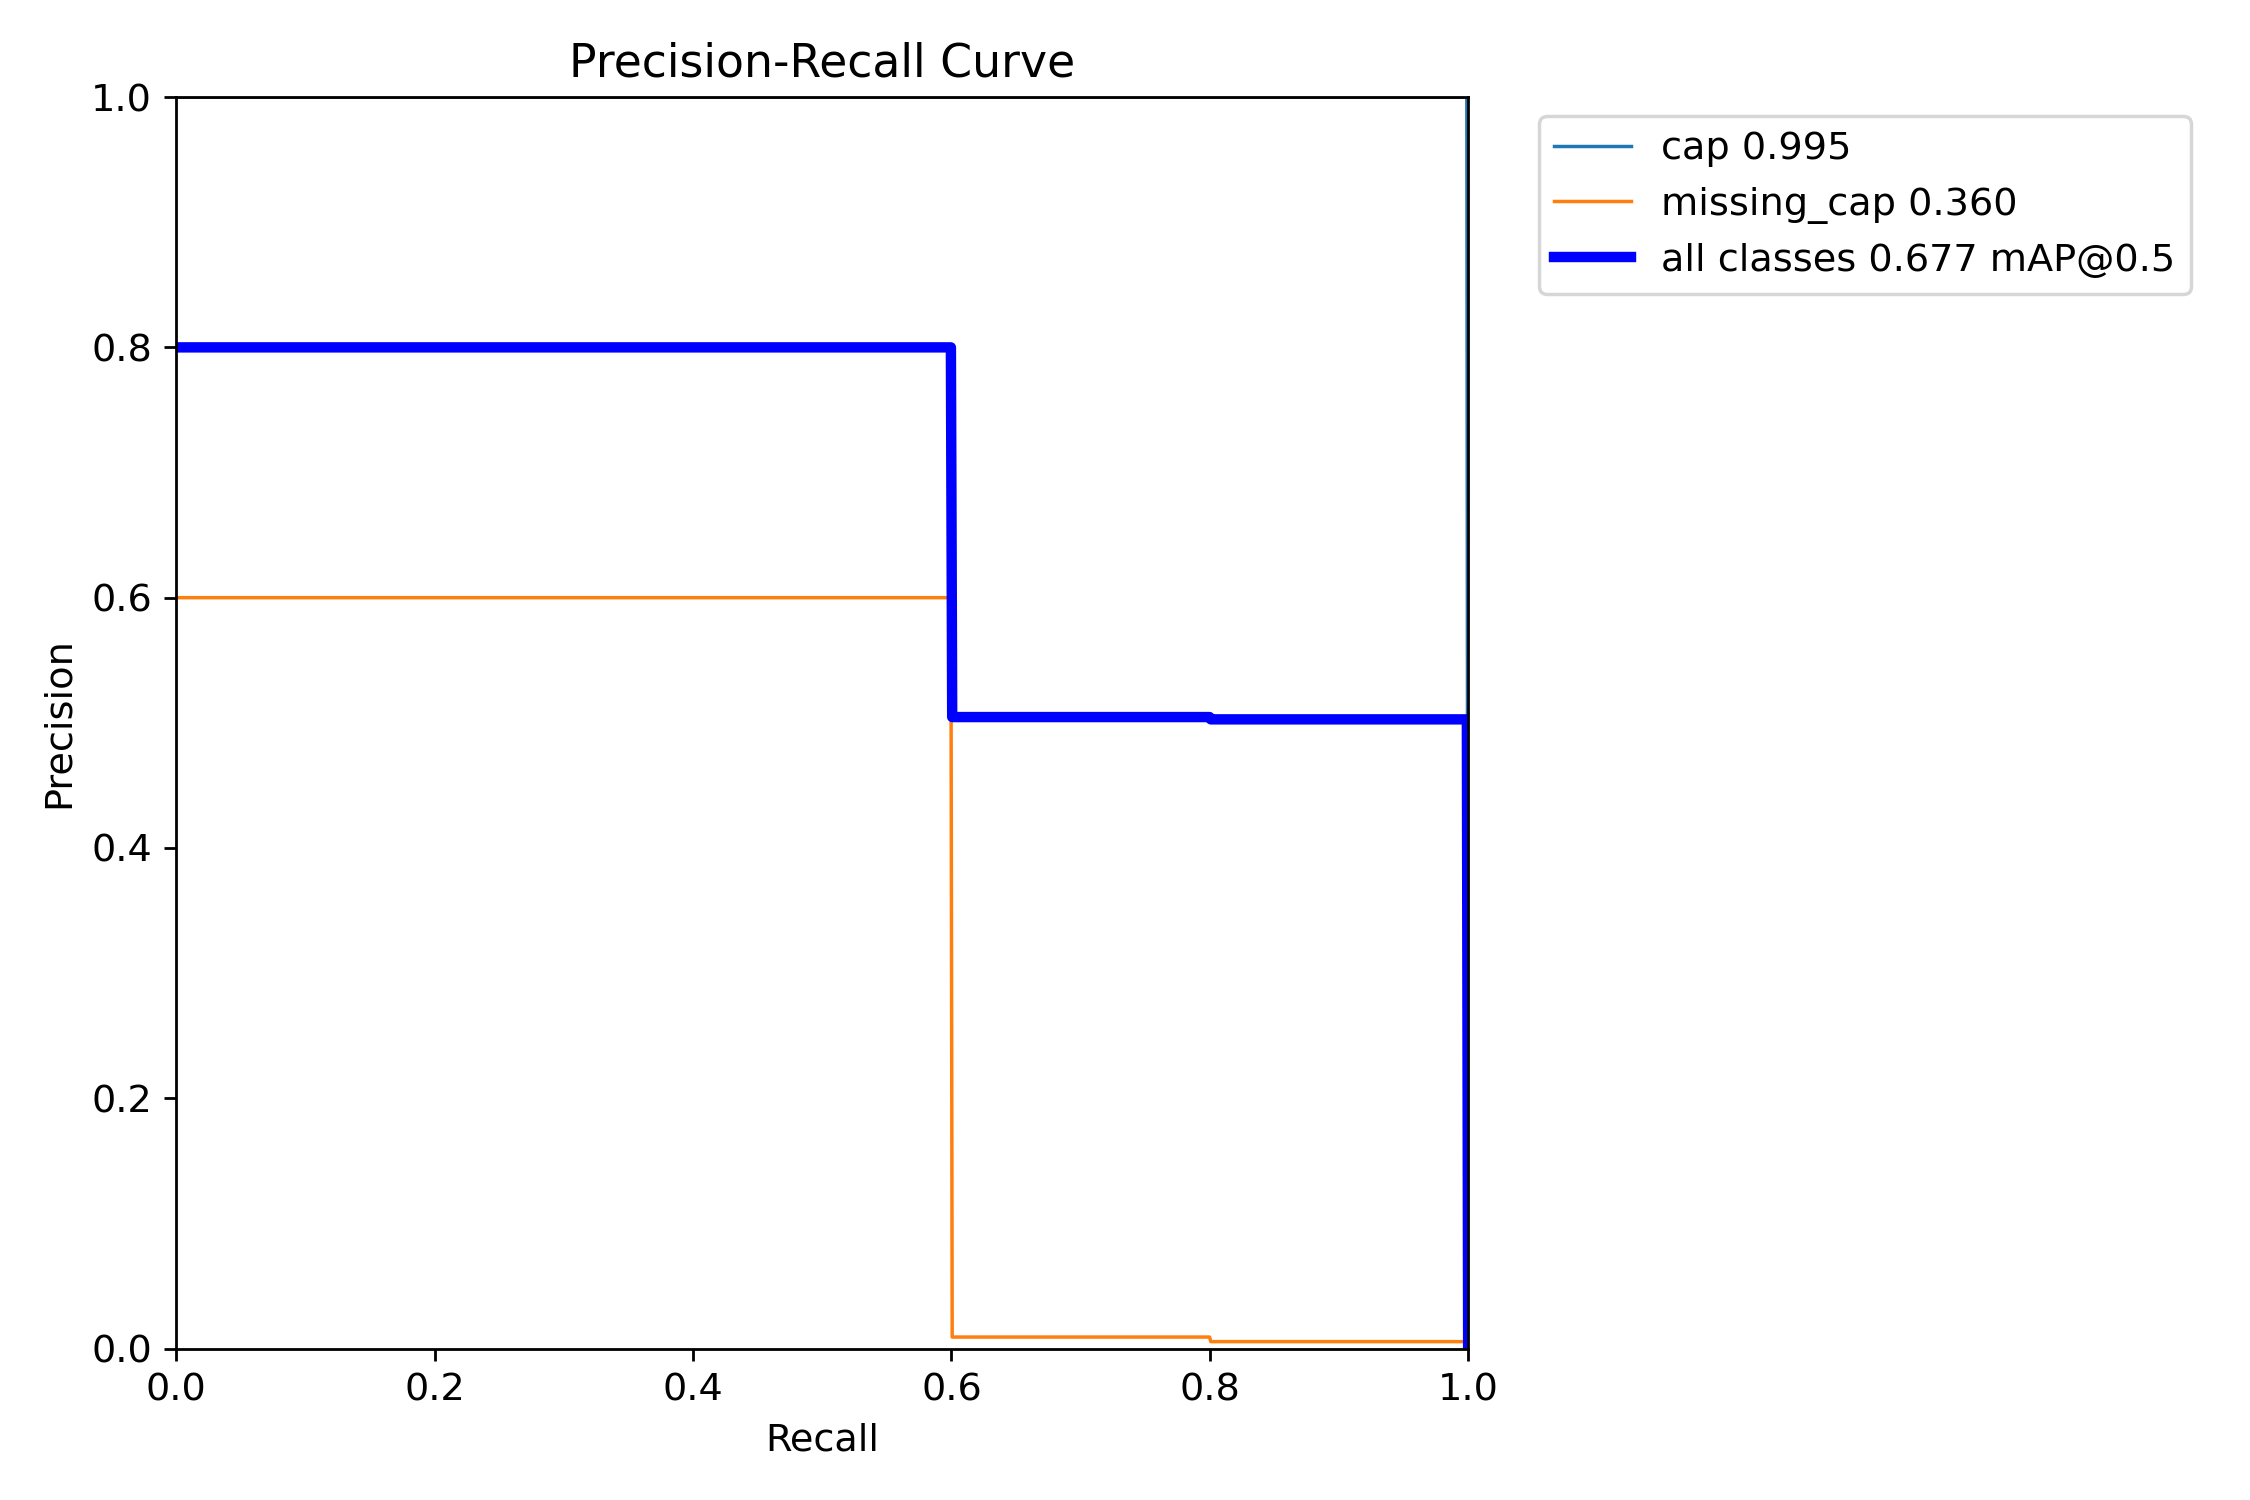 Precision-Recall Curve
1.0
0.8
0.6
0.4
0.2
0.0
Precision
0.0 0.2 0.4 0.6 0.8 1.0
Recall
cap 0.995
missing_cap 0.360
all classes 0.677 mAP@0.5